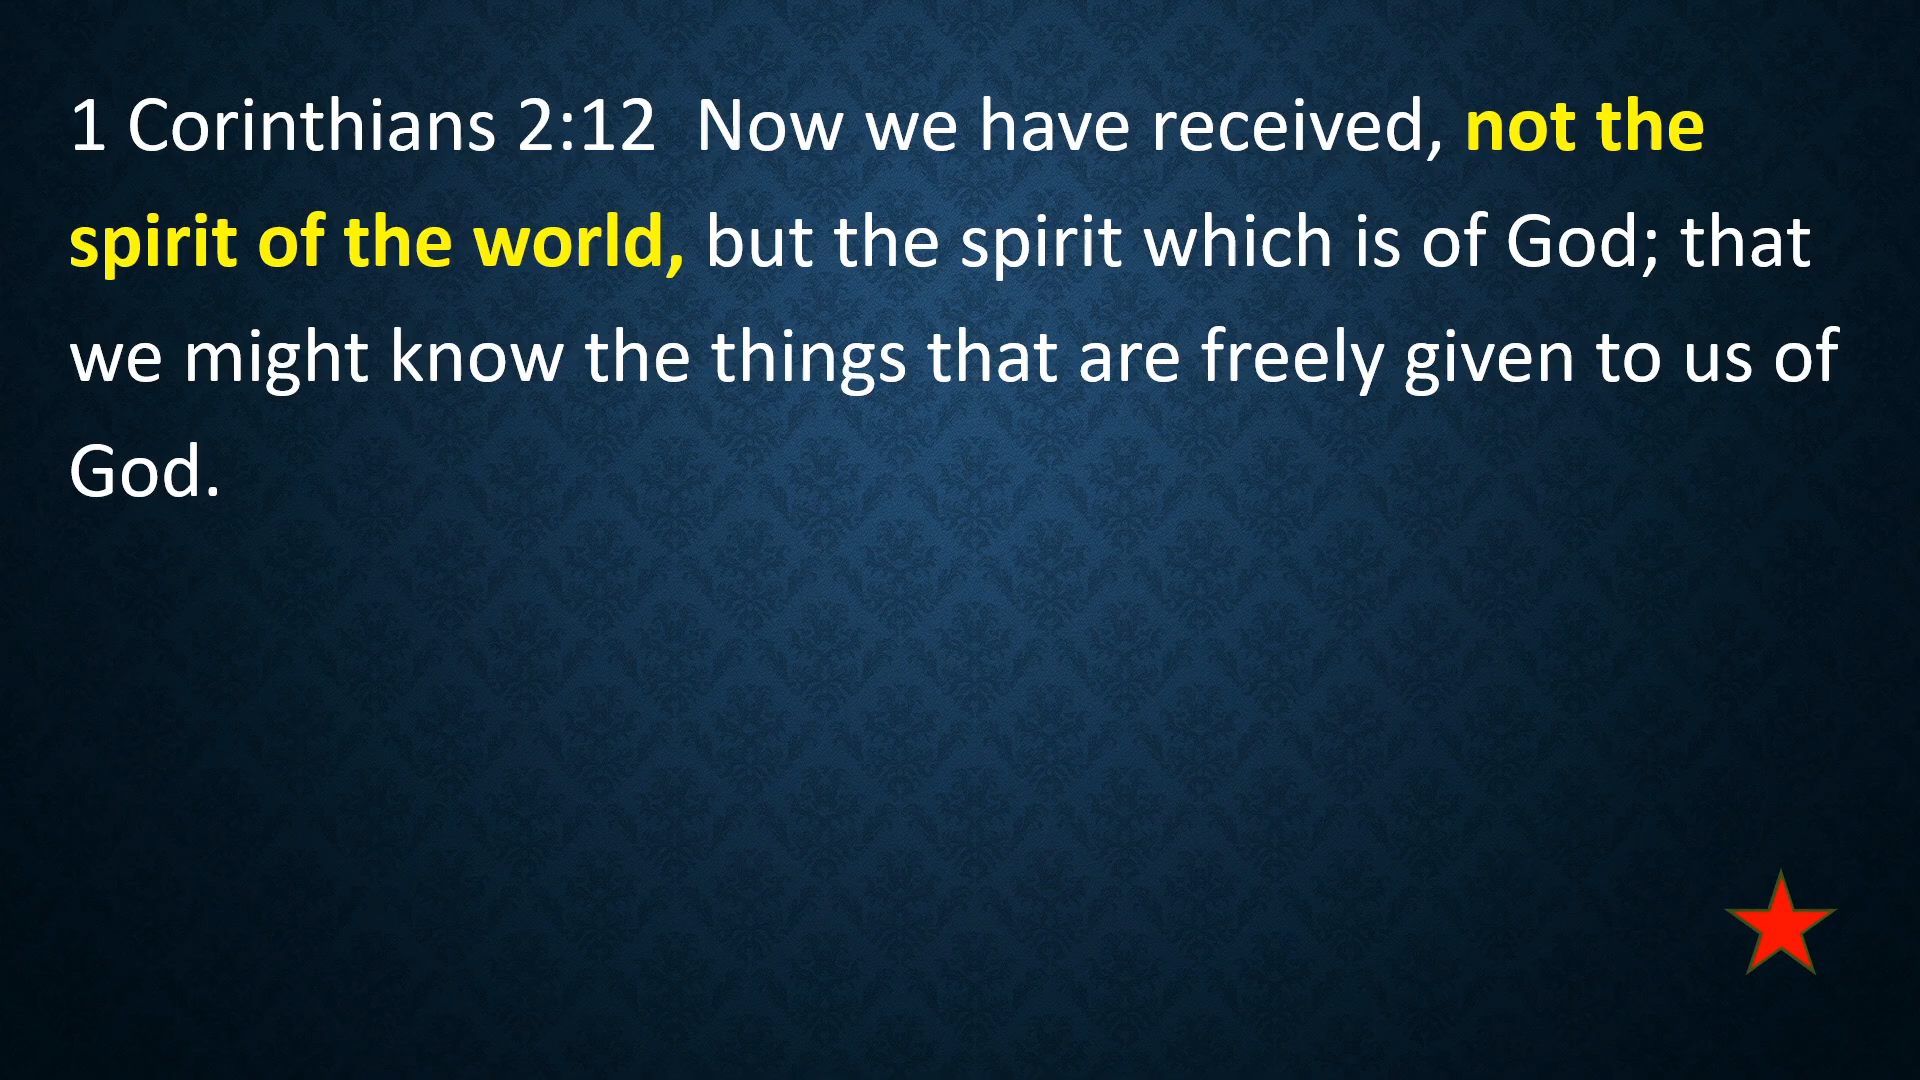 1 Corinthians 2:12  Now we have received, not the
spirit of the world, but the spirit which is of God; that
we might know the things that are freely given to us of
God.